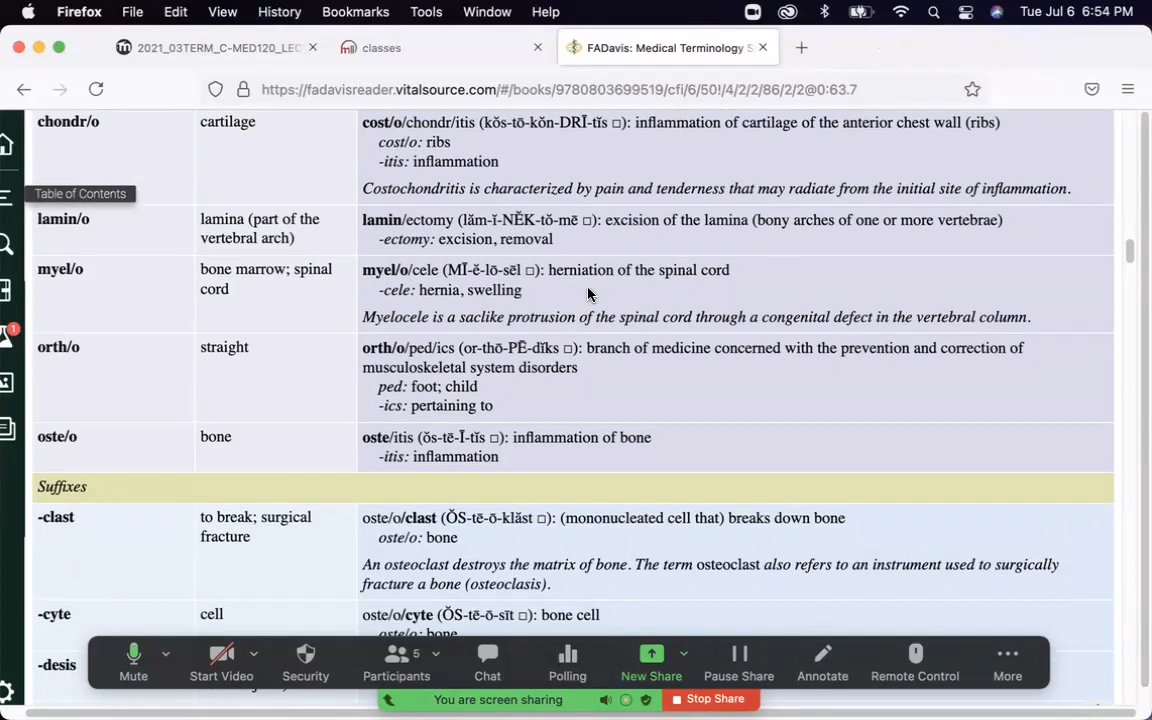 Firefox File Edit View History Bookmarks Tools Window Help Tue Jul 6 6:54 PM
2021_03TERM_C-MED120_LEC classes FADavis: Medical Terminology S
https://fadavisreader.vitalsource.com/#/books/9780803699519/cfi/6/50!/4/2/2/86/2/2@0:63.7
chondr/o cartilage cost/o/chondr/itis (kŏs-tō-kŏn-DRĪ-tĭs □): inflammation of cartilage of the anterior chest wall (ribs)
cost/o: ribs
-itis: inflammation
Table of Contents
Costochondritis is characterized by pain and tenderness that may radiate from the initial site of inflammation.
lamin/o lamina (part of the vertebral arch) lamin/ectomy (lăm-ĭ-NĔK-tō-mē □): excision of the lamina (bony arches of one or more vertebrae)
-ectomy: excision, removal
myel/o bone marrow; spinal cord myel/o/cele (MĪ-ĕ-lō-sēl □): herniation of the spinal cord
-cele: hernia, swelling
Myelocele is a saclike protrusion of the spinal cord through a congenital defect in the vertebral column.
orth/o straight orth/o/ped/ics (or-thō-PĒ-dĭks □): branch of medicine concerned with the prevention and correction of
musculoskeletal system disorders
ped: foot; child
-ics: pertaining to
oste/o bone oste/itis (ŏs-tē-Ī-tĭs □): inflammation of bone
-itis: inflammation
Suffixes
-clast to break; surgical fracture oste/o/clast (ŎS-tē-ō-klăst □): (mononucleated cell that) breaks down bone
oste/o: bone
An osteoclast destroys the matrix of bone. The term osteoclast also refers to an instrument used to surgically
fracture a bone (osteoclasis).
-cyte cell oste/o/cyte (ŎS-tē-ō-sīt □): bone cell
oste/o: bone
-desis
1
5
Mute Start Video Security Participants Chat Polling New Share Pause Share Annotate Remote Control More
You are screen sharing Stop Share